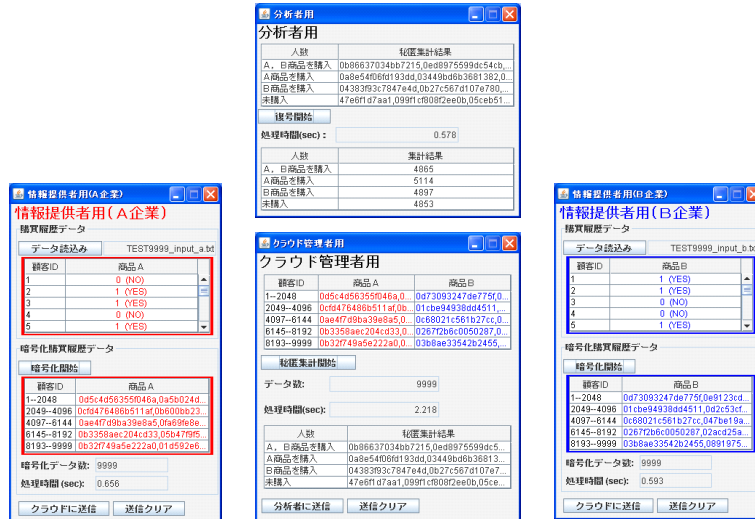 分析者用
分析者用
人数 秘匿集計結果
A, B商品を購入 0b86637034bb7215,0ed8975599dc54cb,...
A商品を購入 0a8e54f06fd193dd,03449bd6b3681382,0...
B商品を購入 04383f93c7847e4d,0b27c567d107e780,...
未購入 47e6f1d7aa1,099f1cf808f2ee0b,05ceb51...
復号開始
処理時間(sec): 0.578
人数 集計結果
A, B商品を購入 4865
A商品を購入 5114
B商品を購入 4897
未購入 4853
情報提供者用(A企業)
情報提供者用(A企業)
購買履歴データ
データ読込み TEST9999_input_a.txt
顧客ID 商品A
1 0 (NO)
2 1 (YES)
3 1 (YES)
4 0 (NO)
5 1 (YES)
暗号化購買履歴データ
暗号化開始
顧客ID 商品A
1--2048 0d5c4d56355f046a,0a5b024d...
2049--4096 0cfd476486b511af,0b600bb23...
4097--6144 0ae4f7d9ba39e8a5,0fa69fe8e...
6145--8192 0b3358aec204cd33,05b47f9f5...
8193--9999 0b32f749a5e222a0,01d592e6...
暗号化データ数: 9999
処理時間(sec): 0.656
クラウドに送信 送信クリア
クラウド管理者用
クラウド管理者用
顧客ID 商品A 商品B
1--2048 0d5c4d56355f046a,0... 0d73093247de775f,0...
2049--4096 0cfd476486b511af,0b... 01cbe94938dd4511,...
4097--6144 0ae4f7d9ba39e8a5,0... 0c68021c561b27cc,0...
6145--8192 0b3358aec204cd33,0... 0267f2b6c0050287,0...
8193--9999 0b32f749a5e222a0,0... 03b8ae33542b2455,...
秘匿集計開始
データ数: 9999
処理時間(sec): 2.218
人数 秘匿集計結果
A, B商品を購入 0b86637034bb7215,0ed8975599dc5...
A商品を購入 0a8e54f06fd193dd,03449bd6b36813...
B商品を購入 04383f93c7847e4d,0b27c567d107e7...
未購入 47e6f1d7aa1,099f1cf808f2ee0b,05ce...
分析者に送信 送信クリア
情報提供者用(B企業)
情報提供者用(B企業)
購買履歴データ
データ読込み TEST9999_input_b.txt
顧客ID 商品B
1 1 (YES)
2 1 (YES)
3 0 (NO)
4 0 (NO)
5 1 (YES)
暗号化購買履歴データ
暗号化開始
顧客ID 商品B
1--2048 0d73093247de775f,0e9123cd...
2049--4096 01cbe94938dd4511,0d2c53cf...
4097--6144 0c68021c561b27cc,047be19a...
6145--8192 0267f2b6c0050287,02acd25a...
8193--9999 03b8ae33542b2455,0891975...
暗号化データ数: 9999
処理時間(sec): 0.593
クラウドに送信 送信クリア